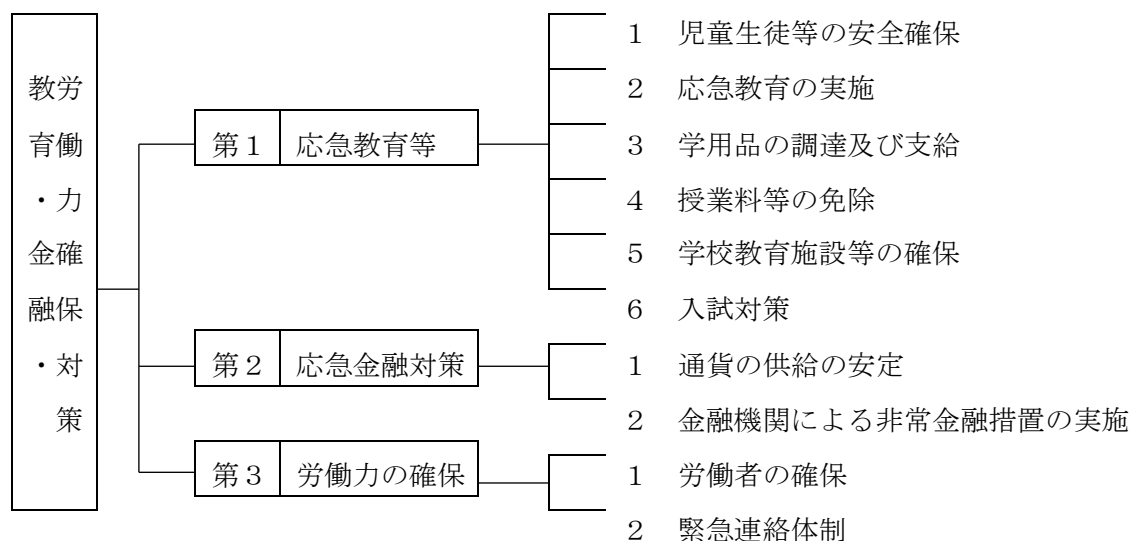 教育・金融・
労働力確保対策
第１ 応急教育等
１ 児童生徒等の安全確保
２ 応急教育の実施
３ 学用品の調達及び支給
４ 授業料等の免除
５ 学校教育施設等の確保
６ 入試対策
第２ 応急金融対策
１ 通貨の供給の安定
２ 金融機関による非常金融措置の実施
第３ 労働力の確保
１ 労働者の確保
２ 緊急連絡体制